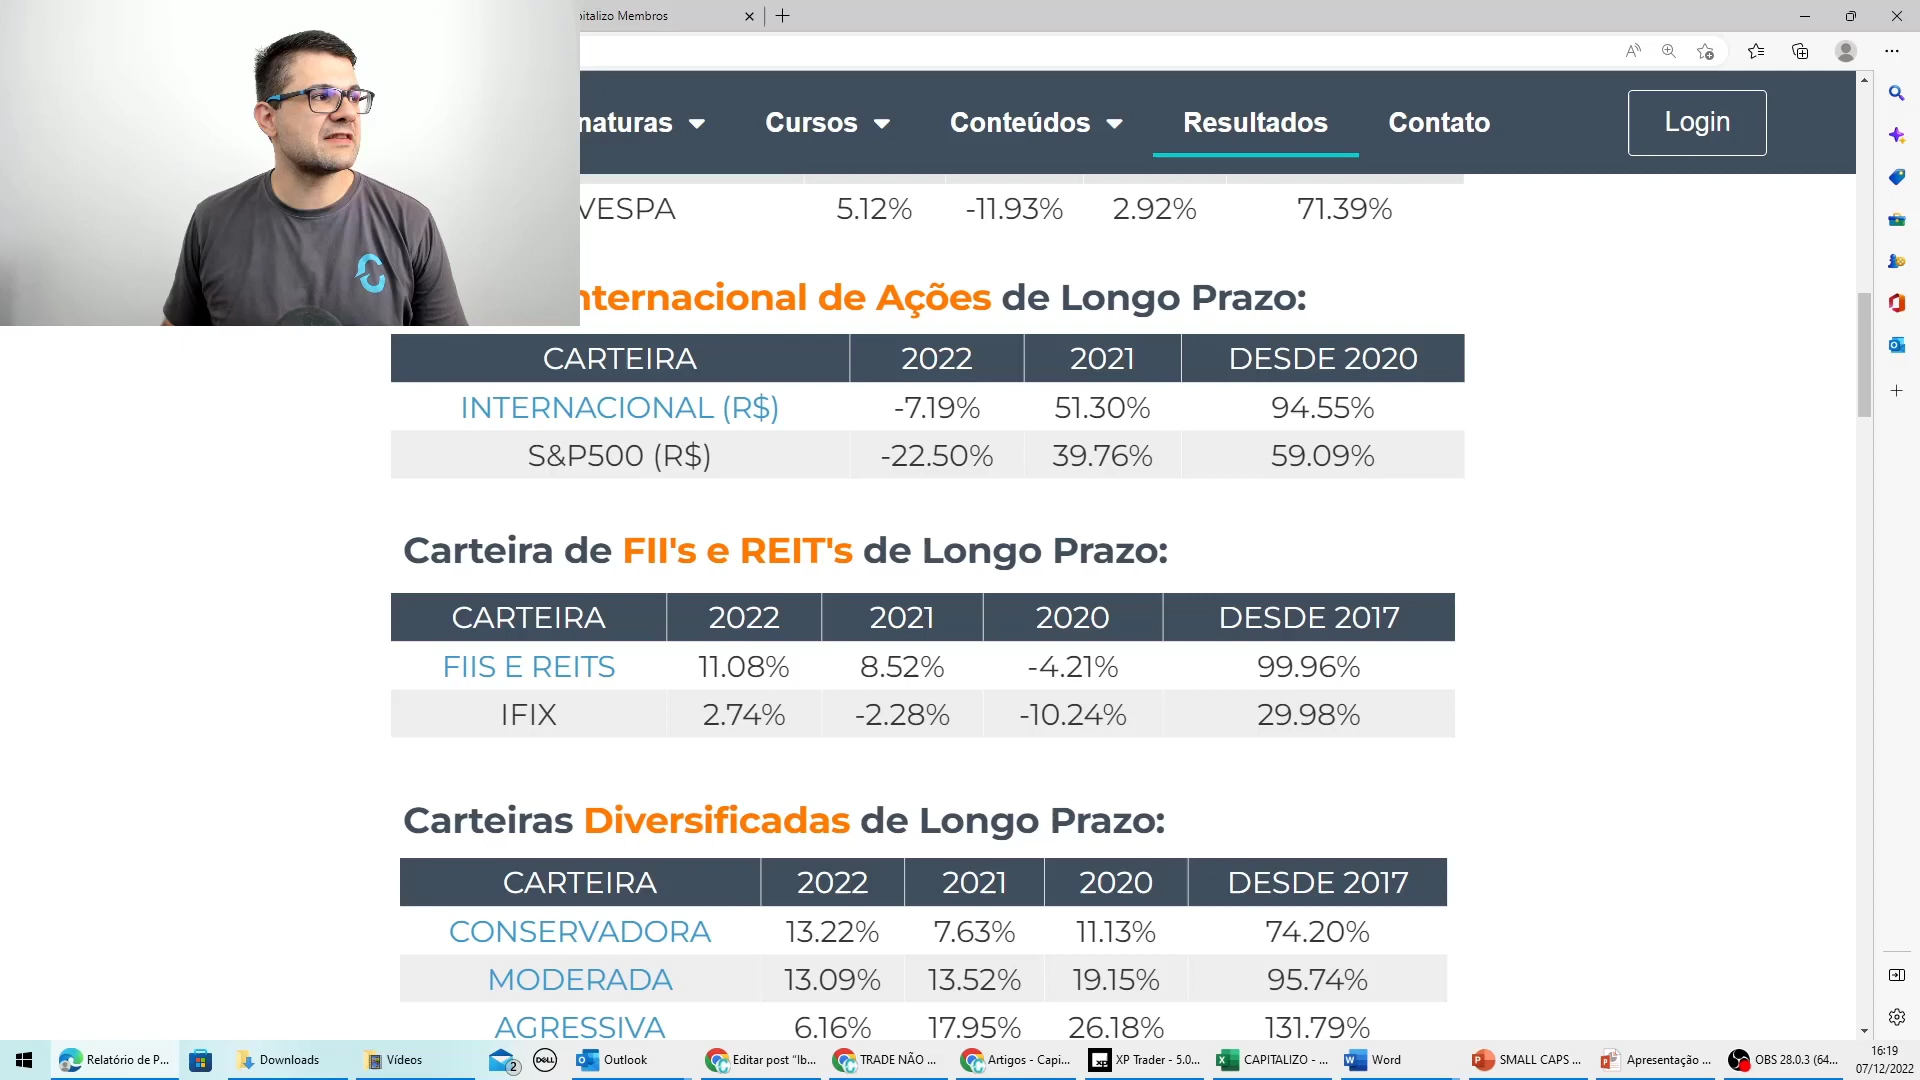 pitalizo Membros
naturas Cursos Conteúdos Resultados Contato Login
VESPA 5.12% -11.93% 2.92% 71.39%
nternacional de Ações de Longo Prazo:
CARTEIRA 2022 2021 DESDE 2020
INTERNACIONAL (R$) -7.19% 51.30% 94.55%
S&P500 (R$) -22.50% 39.76% 59.09%
Carteira de FII's e REIT's de Longo Prazo:
CARTEIRA 2022 2021 2020 DESDE 2017
FIIS E REITS 11.08% 8.52% -4.21% 99.96%
IFIX 2.74% -2.28% -10.24% 29.98%
Carteiras Diversificadas de Longo Prazo:
CARTEIRA 2022 2021 2020 DESDE 2017
CONSERVADORA 13.22% 7.63% 11.13% 74.20%
MODERADA 13.09% 13.52% 19.15% 95.74%
AGRESSIVA 6.16% 17.95% 26.18% 131.79%
Relatório de P... Downloads Vídeos 2 DELL Outlook Editar post "Ib... TRADE NÃO ... Artigos - Capi... XP Trader - 5.0... CAPITALIZO - ... Word SMALL CAPS ... Apresentação ... OBS 28.0.3 (64... 16:19
07/12/2022